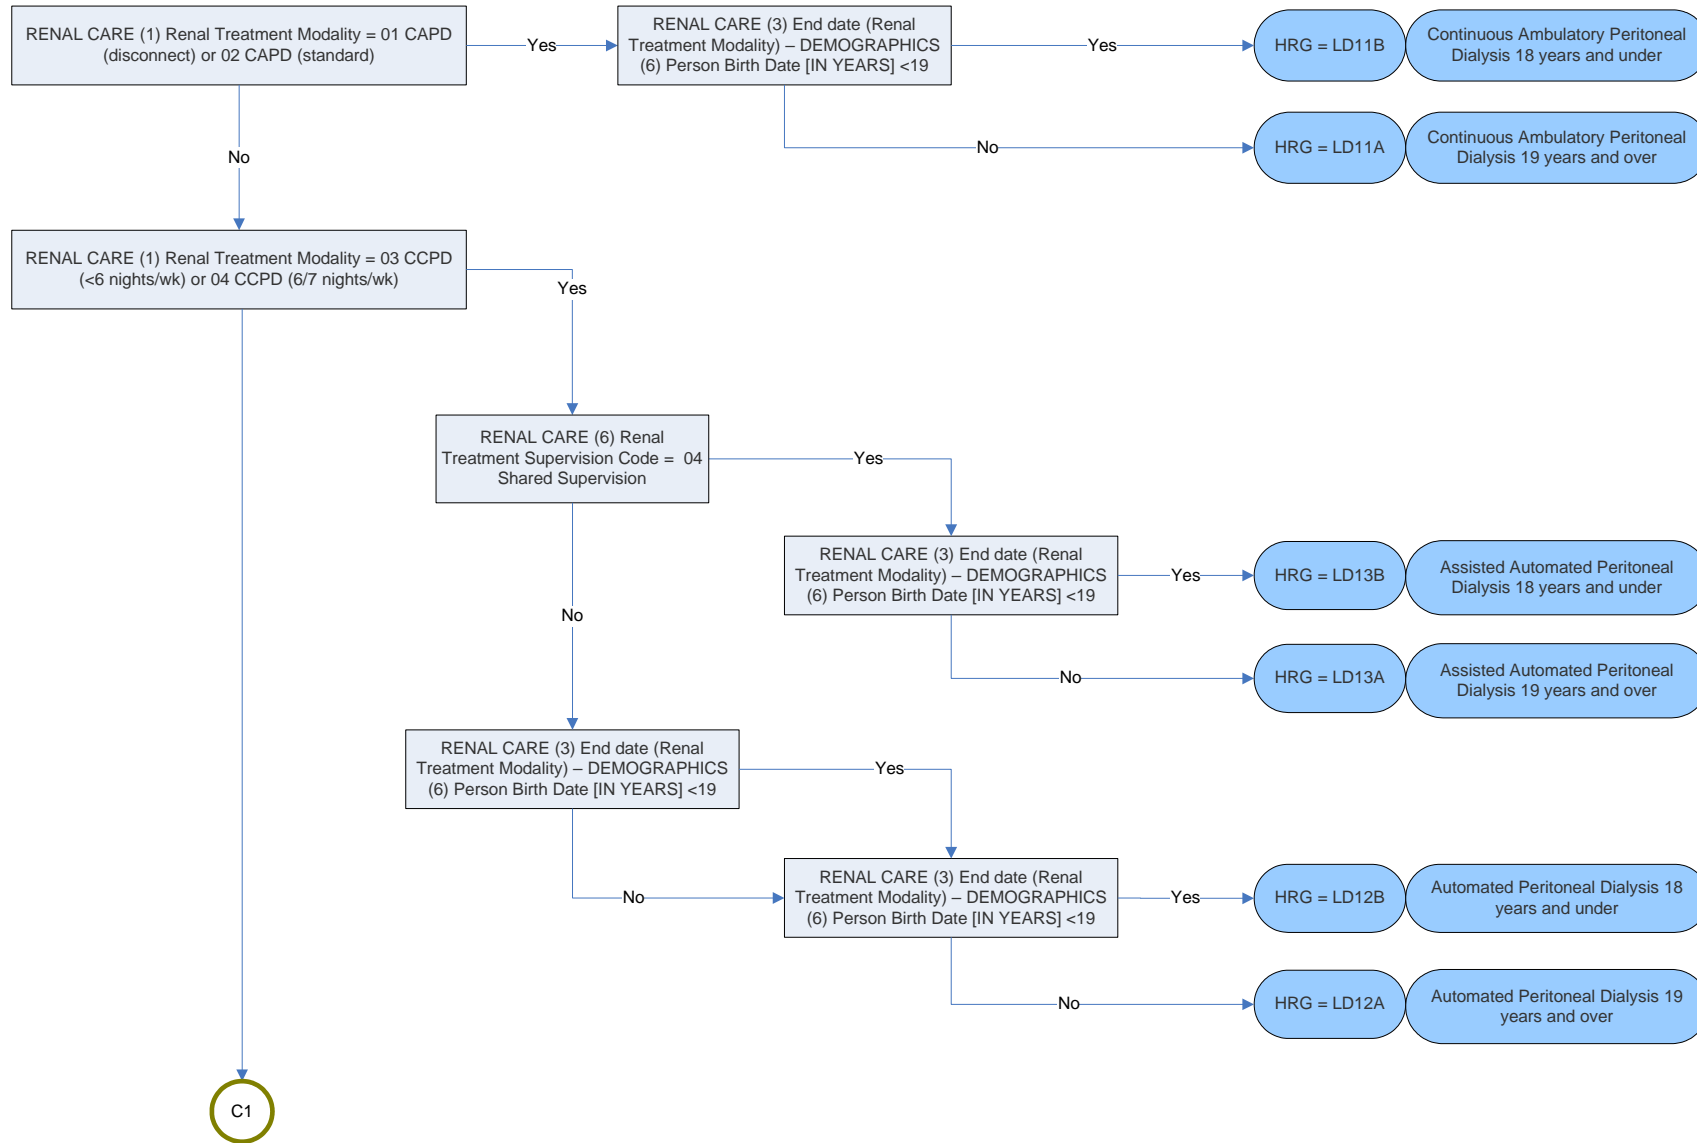 RENAL CARE (1) Renal Treatment Modality = 01 CAPD
(disconnect) or 02 CAPD (standard)
Yes
RENAL CARE (3) End date (Renal
Treatment Modality) – DEMOGRAPHICS
(6) Person Birth Date [IN YEARS] <19
Yes
HRG = LD11B
Continuous Ambulatory Peritoneal
Dialysis 18 years and under
No
HRG = LD11A
Continuous Ambulatory Peritoneal
Dialysis 19 years and over
No
RENAL CARE (1) Renal Treatment Modality = 03 CCPD
(<6 nights/wk) or 04 CCPD (6/7 nights/wk)
Yes
RENAL CARE (6) Renal
Treatment Supervision Code =  04
Shared Supervision
Yes
RENAL CARE (3) End date (Renal
Treatment Modality) – DEMOGRAPHICS
(6) Person Birth Date [IN YEARS] <19
Yes
HRG = LD13B
Assisted Automated Peritoneal
Dialysis 18 years and under
No
HRG = LD13A
Assisted Automated Peritoneal
Dialysis 19 years and over
No
RENAL CARE (3) End date (Renal
Treatment Modality) – DEMOGRAPHICS
(6) Person Birth Date [IN YEARS] <19
Yes
No
RENAL CARE (3) End date (Renal
Treatment Modality) – DEMOGRAPHICS
(6) Person Birth Date [IN YEARS] <19
Yes
HRG = LD12B
Automated Peritoneal Dialysis 18
years and under
No
HRG = LD12A
Automated Peritoneal Dialysis 19
years and over
C1